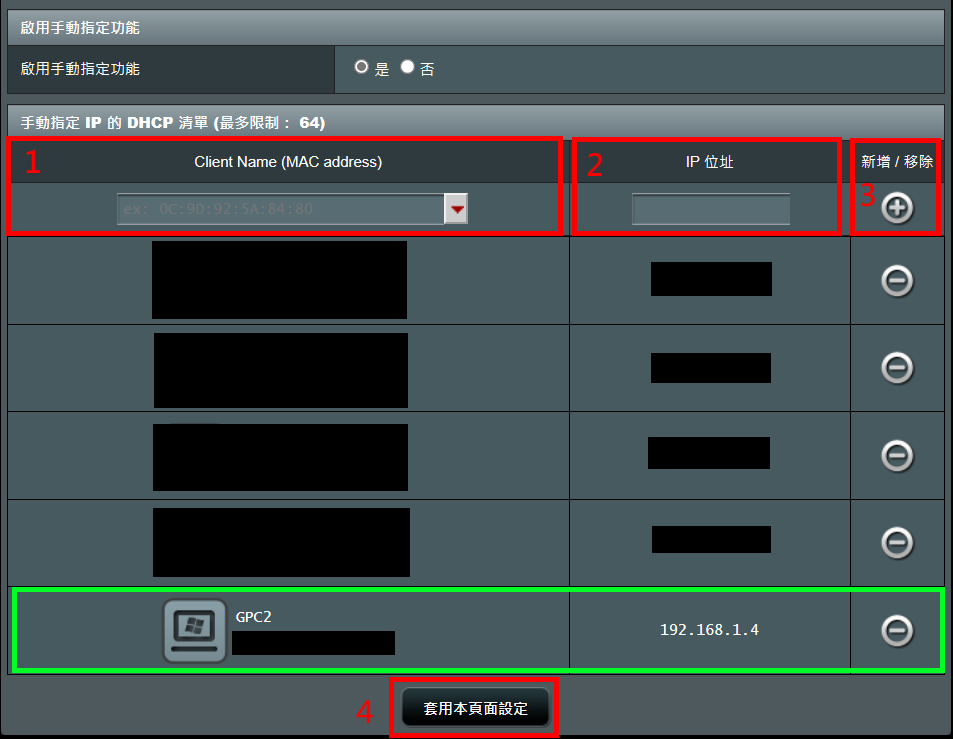 啟用手動指定功能
啟用手動指定功能 是 否
手動指定 IP 的 DHCP 清單 (最多限制： 64)
1 Client Name (MAC address) 2 IP 位址 新增 / 移除
ex: 0C:9D:92:5A:84:80 3
GPC2
192.168.1.4
4 套用本頁面設定